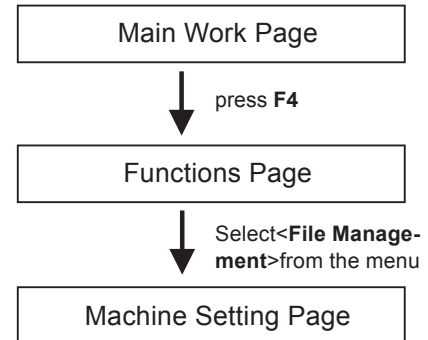 Main Work Page
press F4
Functions Page
Select<File Manage-
ment>from the menu
Machine Setting Page